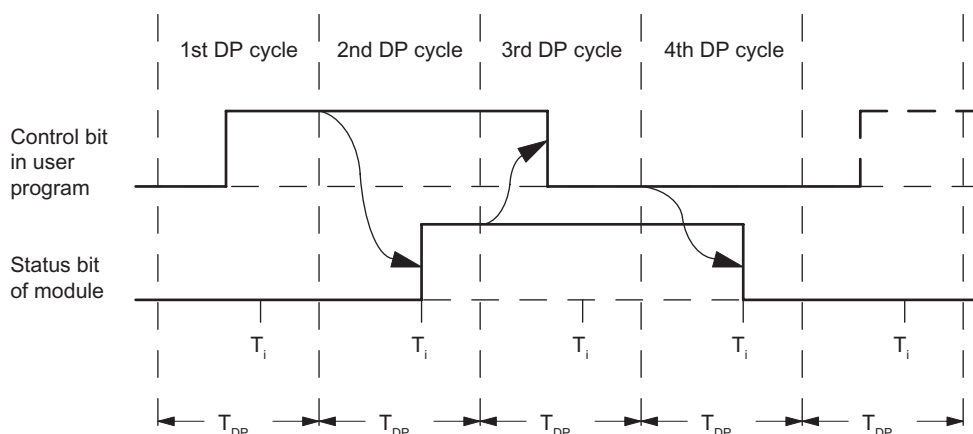 1st DP cycle 2nd DP cycle 3rd DP cycle 4th DP cycle
Control bit
in user
program
Status bit
of module
Ti Ti Ti Ti Ti
TDP TDP TDP TDP TDP